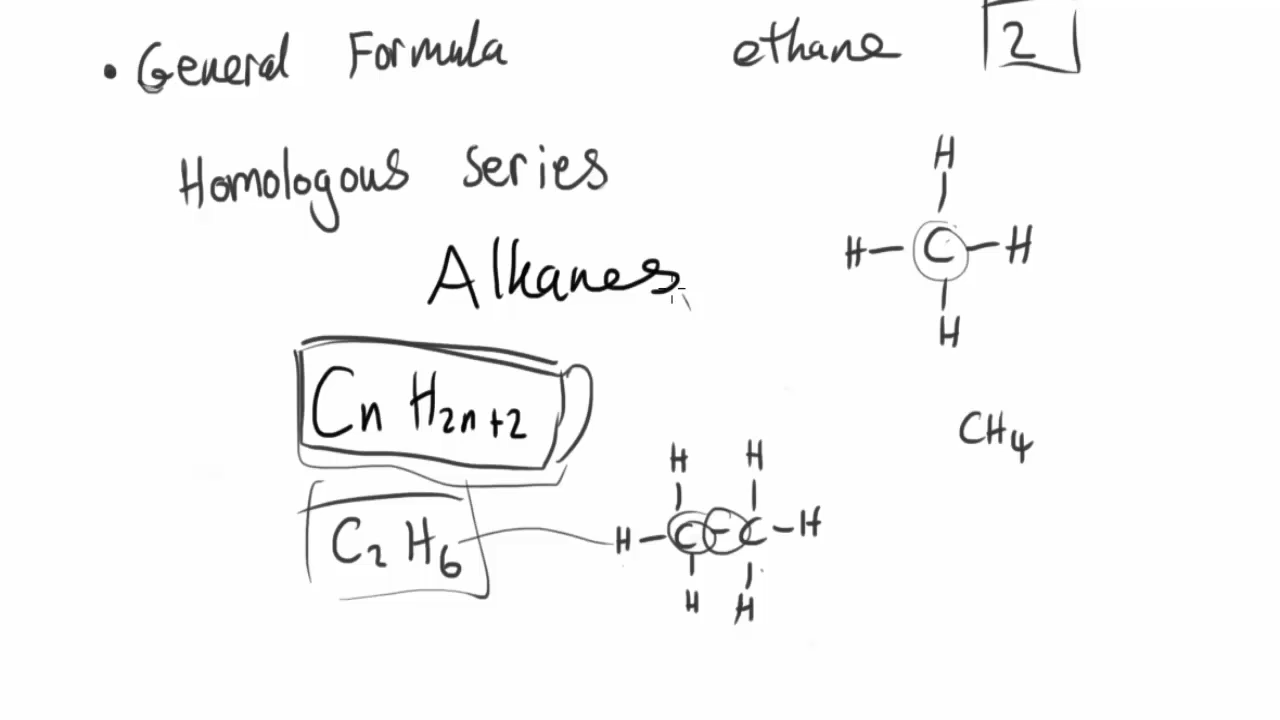 • General Formula
ethane 2
Homologous series
Alkanes
CnH2n+2
C2H6
H
H—C—H
H
CH4
H H
H—C—C—H
H H